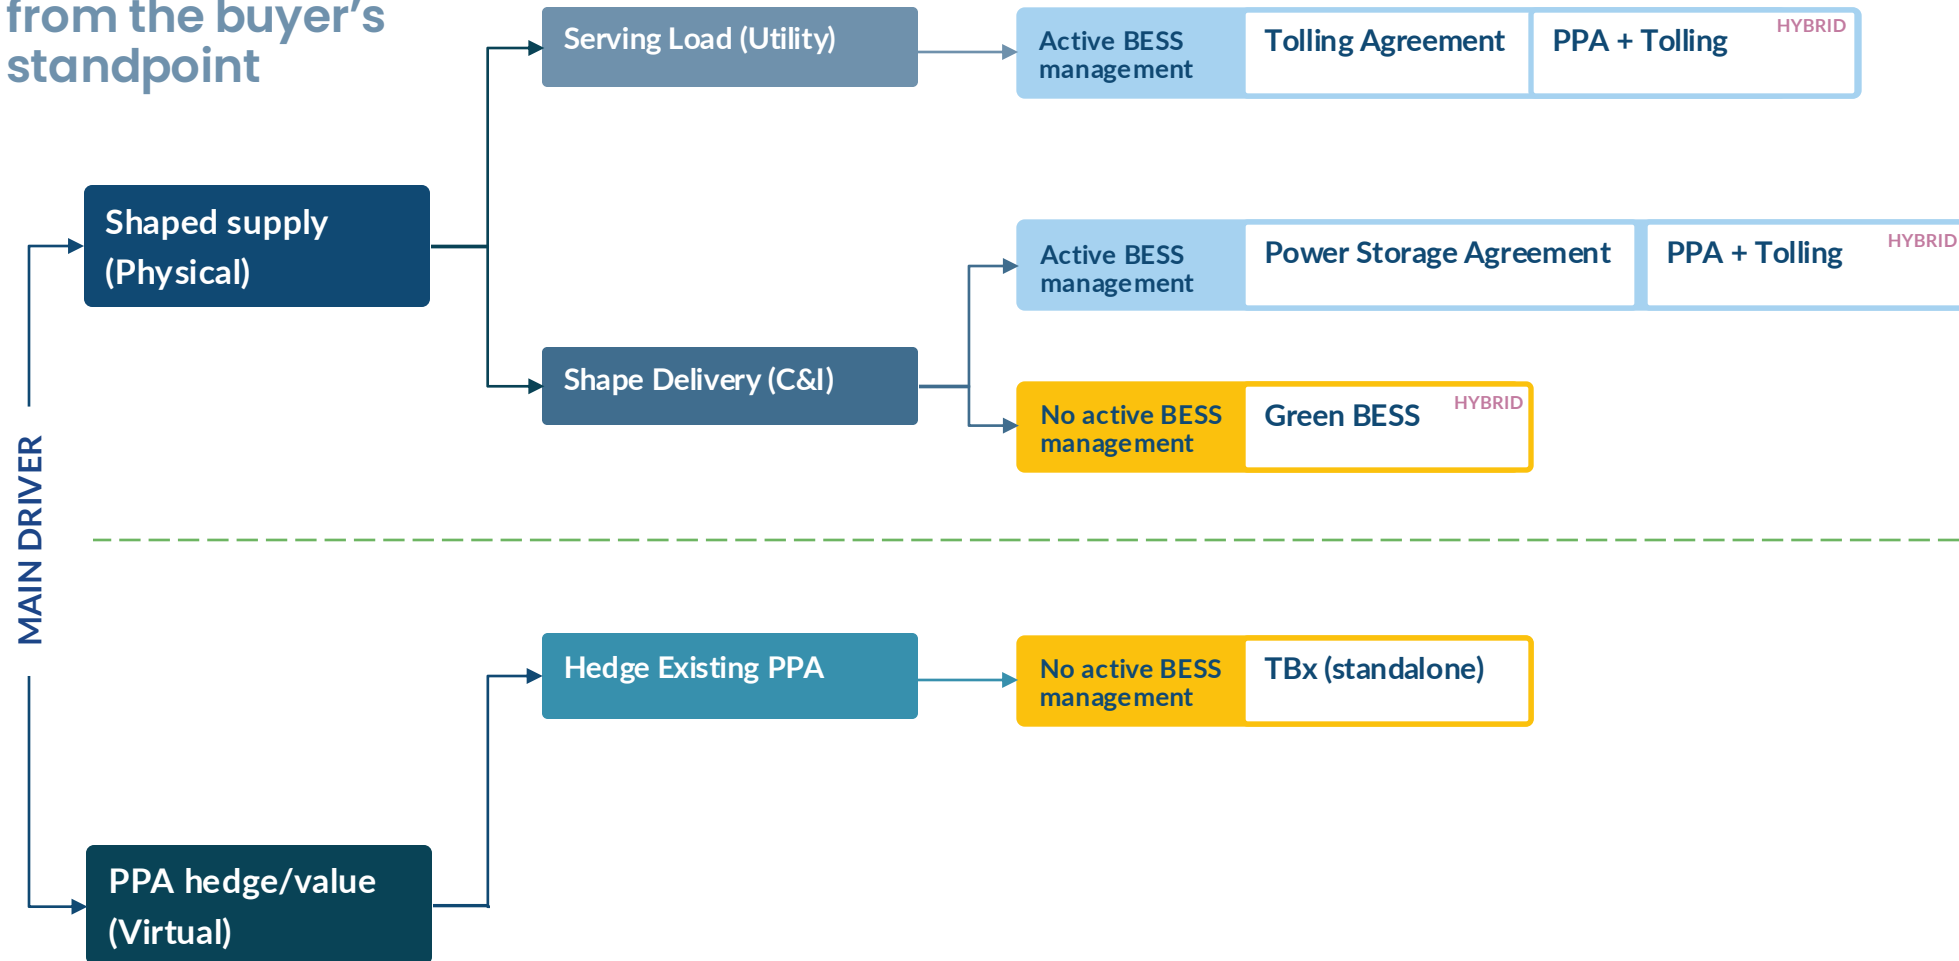 from the buyer's
standpoint
MAIN DRIVER
Shaped supply
(Physical)
Serving Load (Utility)
Active BESS
management
Tolling Agreement
PPA + Tolling
HYBRID
Shape Delivery (C&I)
Active BESS
management
Power Storage Agreement
PPA + Tolling
HYBRID
No active BESS
management
Green BESS
HYBRID
PPA hedge/value
(Virtual)
Hedge Existing PPA
No active BESS
management
TBx (standalone)